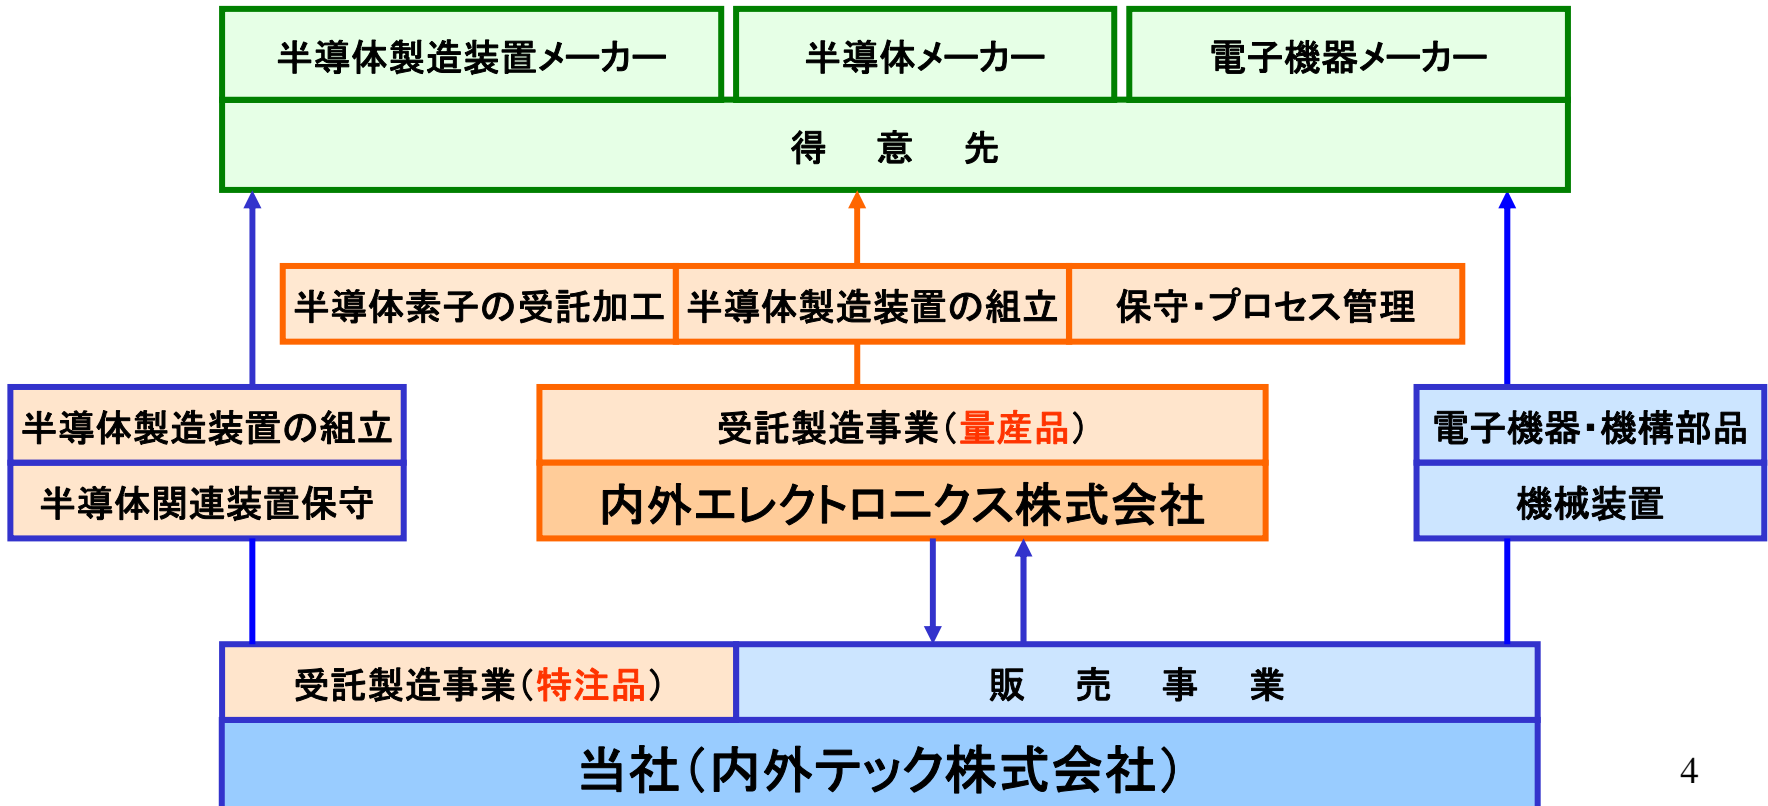 半導体製造装置メーカー
半導体メーカー
電子機器メーカー
得意先
半導体素子の受託加工
半導体製造装置の組立
保守・プロセス管理
半導体製造装置の組立
半導体関連装置保守
受託製造事業(量産品)
内外エレクトロニクス株式会社
電子機器・機構部品
機械装置
受託製造事業(特注品)
販売事業
当社(内外テック株式会社)
4